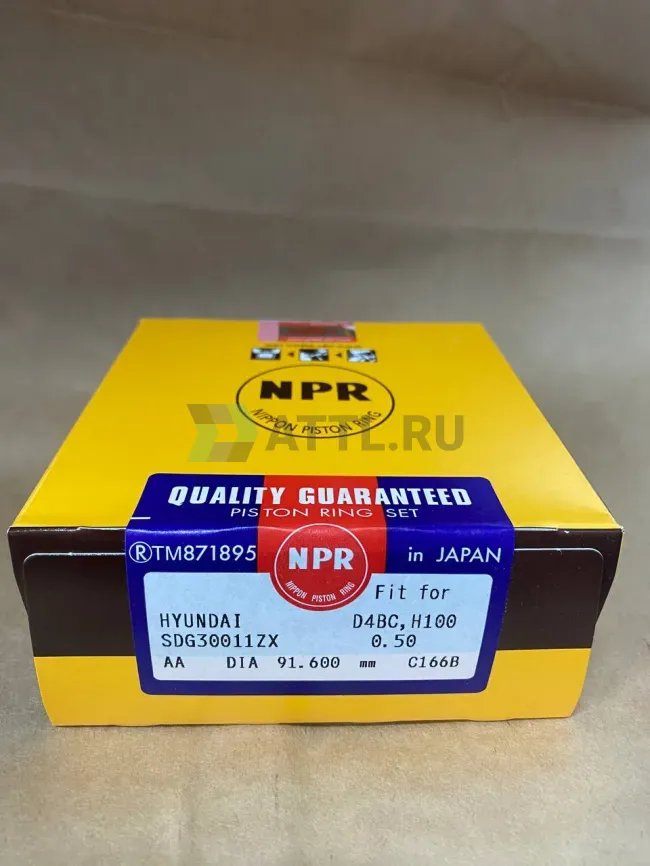 NPR
NIPPON PISTON RING
ATTL.RU
QUALITY GUARANTEED
PISTON RING SET
®TM871895 NPR in JAPAN
NIPPON PISTON RING
Fit for
HYUNDAI D4BC,H100
SDG30011ZX 0.50
AA DIA 91.600 mm C166B